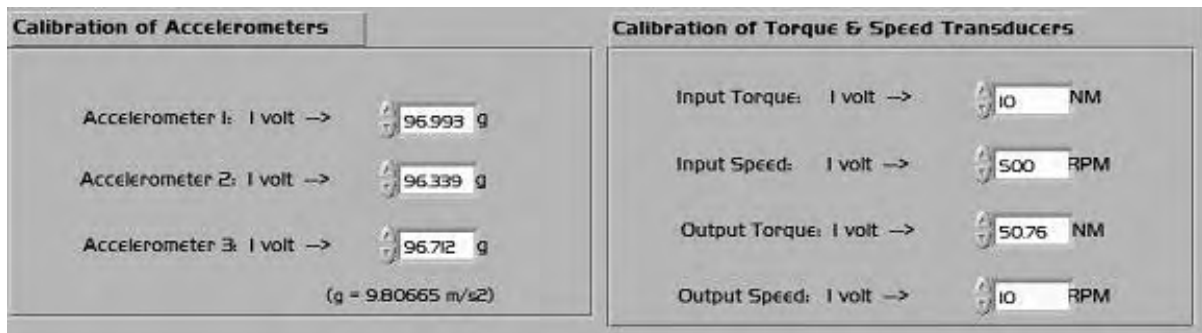 Calibration of Accelerometers
Accelerometer 1: 1 volt --> 96.993 g
Accelerometer 2: 1 volt --> 96.339 g
Accelerometer 3: 1 volt --> 96.712 g
(g = 9.80665 m/s2)
Calibration of Torque & Speed Transducers
Input Torque: 1 volt --> 10 NM
Input Speed: 1 volt --> 500 RPM
Output Torque: 1 volt --> 50.76 NM
Output Speed: 1 volt --> 10 RPM